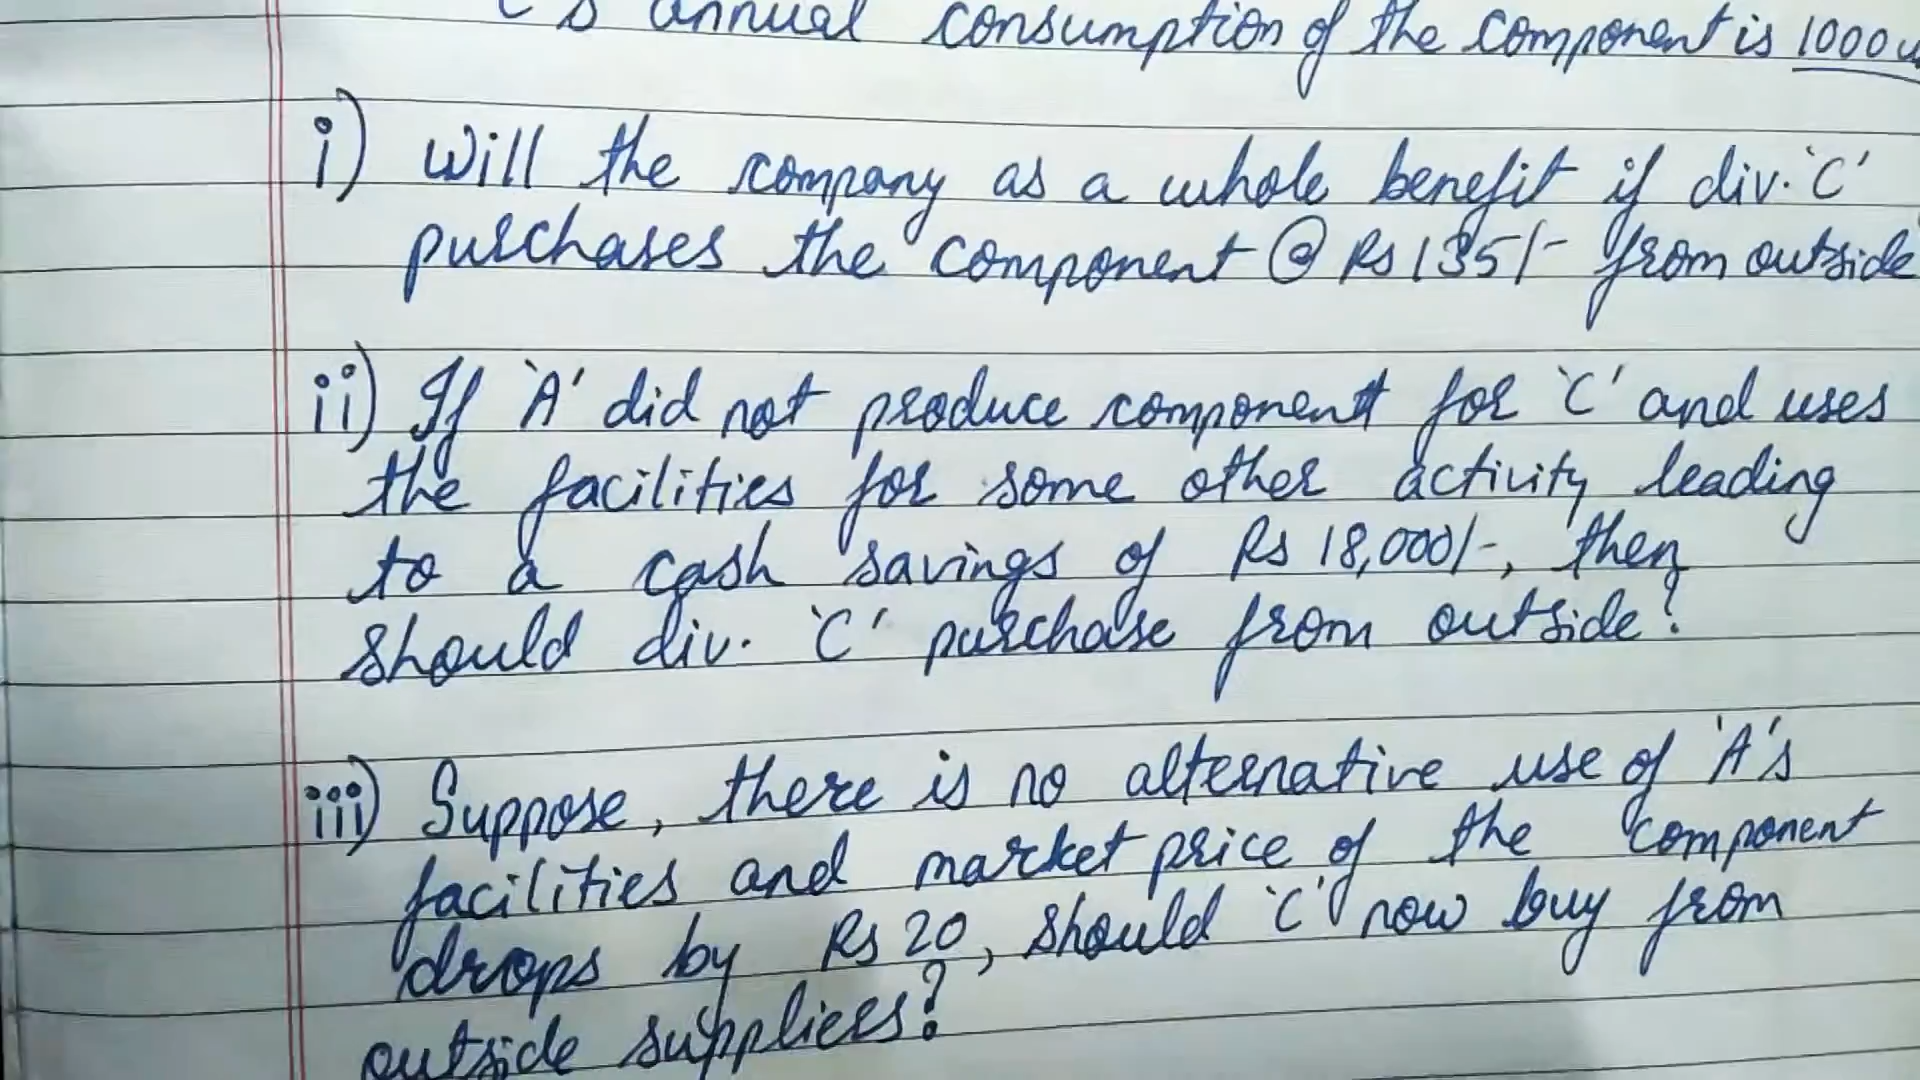 C's annual consumption of the component is 1000 u
i) Will the company as a whole benefit if div. 'C'
purchases the component @ Rs 135/- from outside
ii) If 'A' did not produce component for 'C' and uses
the facilities for some other activity leading
to a cash savings of Rs 18,000/-, then
should div. 'C' purchase from outside?
iii) Suppose, there is no alternative use of 'A's
facilities and market price of the component
drops by Rs 20, should 'C' now buy from
outside suppliers?